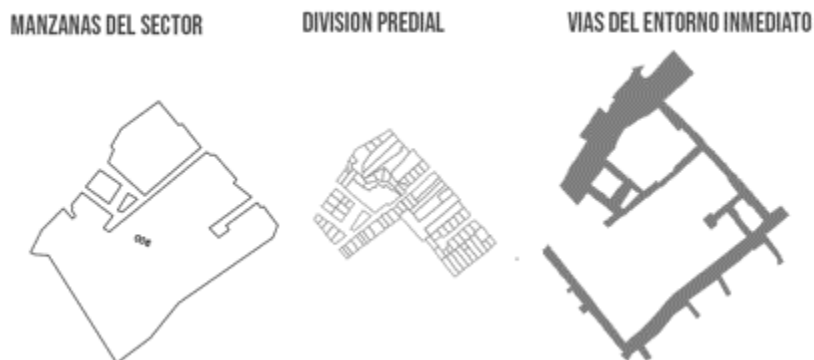 MANZANAS DEL SECTOR
DIVISION PREDIAL
VIAS DEL ENTORNO INMEDIATO